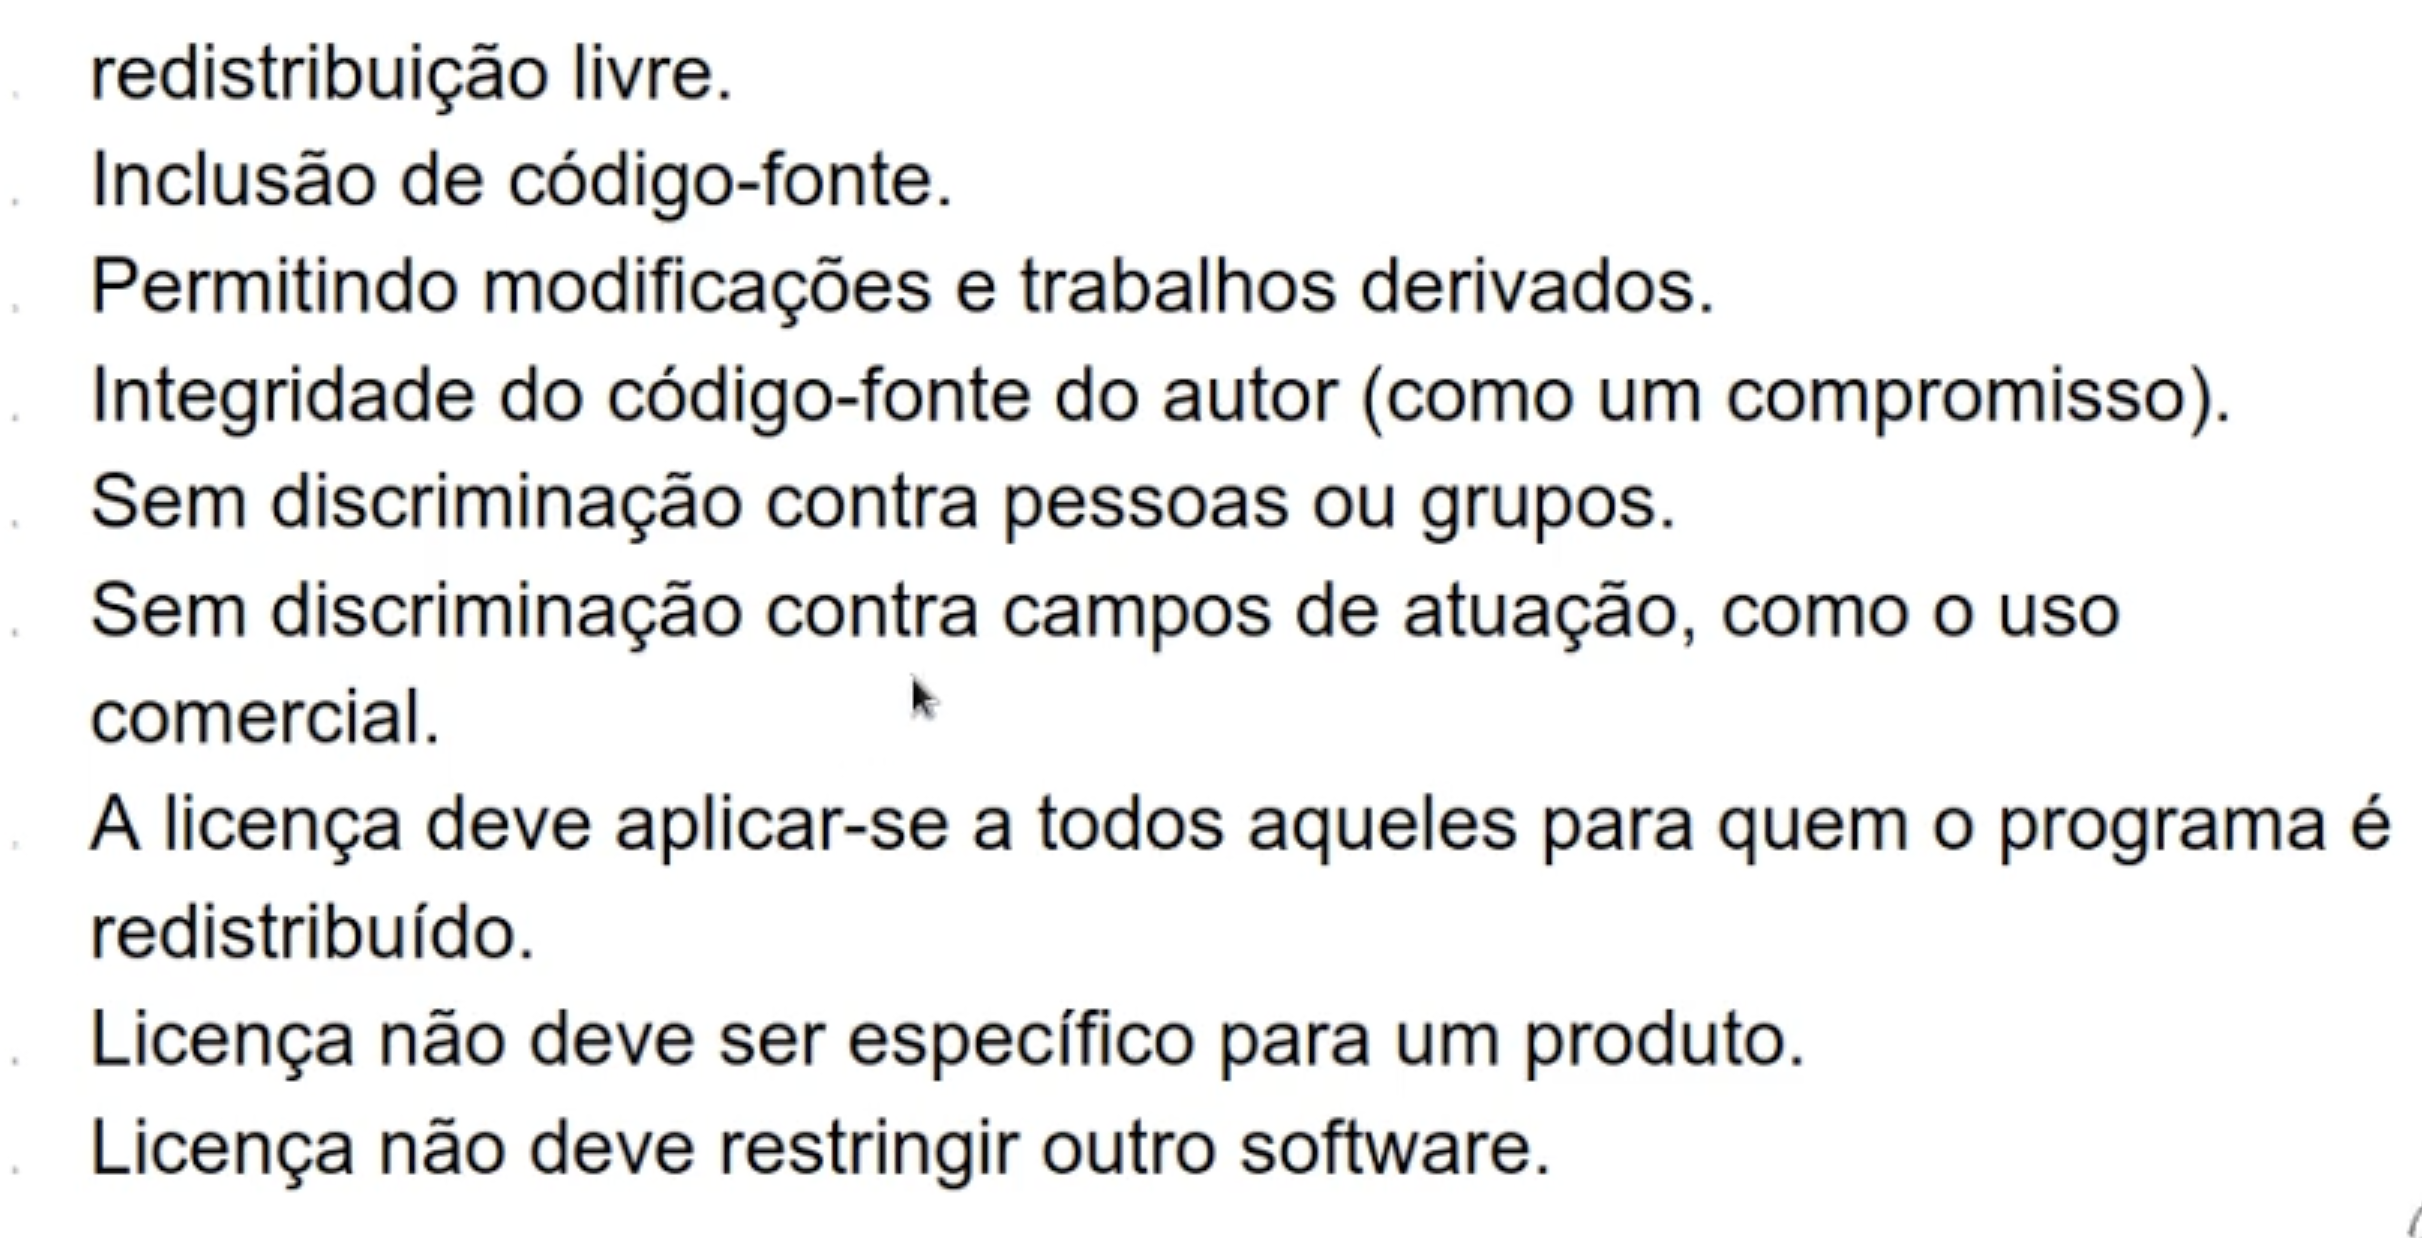 redistribuição livre.
Inclusão de código-fonte.
Permitindo modificações e trabalhos derivados.
Integridade do código-fonte do autor (como um compromisso).
Sem discriminação contra pessoas ou grupos.
Sem discriminação contra campos de atuação, como o uso
comercial.
A licença deve aplicar-se a todos aqueles para quem o programa é
redistribuído.
Licença não deve ser específico para um produto.
Licença não deve restringir outro software.